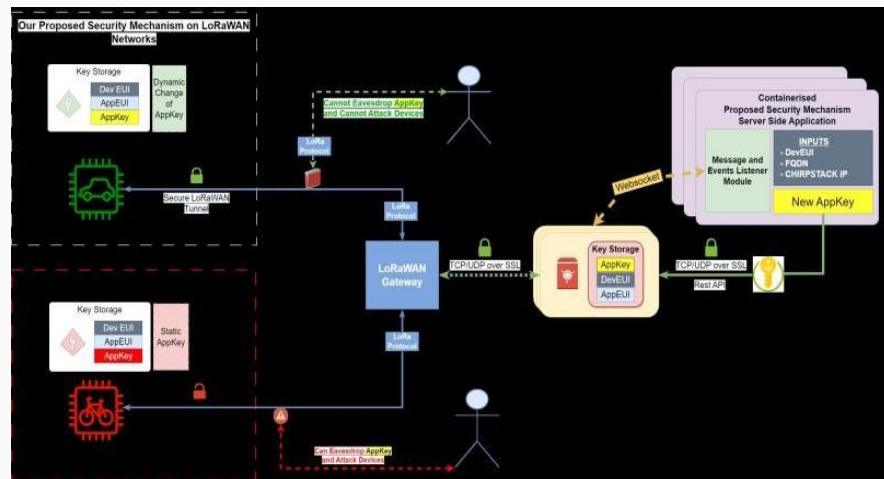 Our Proposed Security Mechanism on LoRaWAN
Networks
Key Storage
Dev EUI
AppEUI
AppKey
Dynamic
Change
of
AppKey
Secure LoRaWAN
Tunnel
Cannot Eavesdrop AppKey
and Cannot Attack Devices
LoRa
Protocol
LoRa
Protocol
LoRaWAN
Gateway
LoRa
Protocol
TCP/UDP over SSL
Key Storage
AppKey
DevEUI
AppEUI
Websocket
TCP/UDP over SSL
Rest API
Containerised
Proposed Security Mechanism
Server Side Application
Message and
Events Listener
Module
INPUTS
- DevEUI
- FQDN
- CHIRPSTACK IP
New AppKey
Key Storage
Dev EUI
AppEUI
AppKey
Static
AppKey
Can Eavesdrop AppKey
and Attack Devices